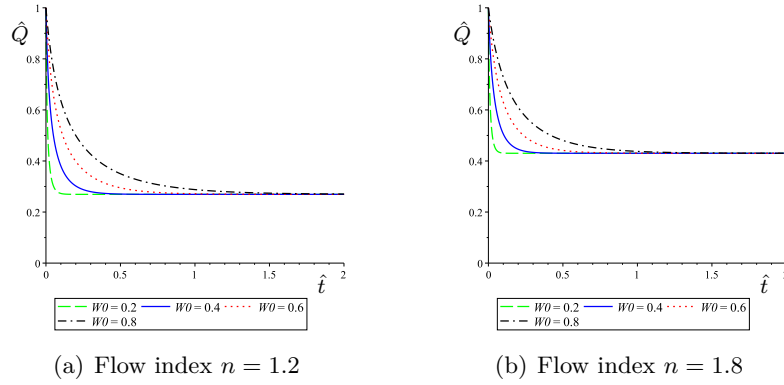 1
Q̂
0.8
0.6
0.4
0.2
0
0 0.5 1 1.5 2
t̂
W0 = 0.2 W0 = 0.4 W0 = 0.6
W0 = 0.8
(a) Flow index n = 1.2
1
Q̂
0.8
0.6
0.4
0.2
0
0 0.5 1 1.5 2
t̂
W0 = 0.2 W0 = 0.4 W0 = 0.6
W0 = 0.8
(b) Flow index n = 1.8